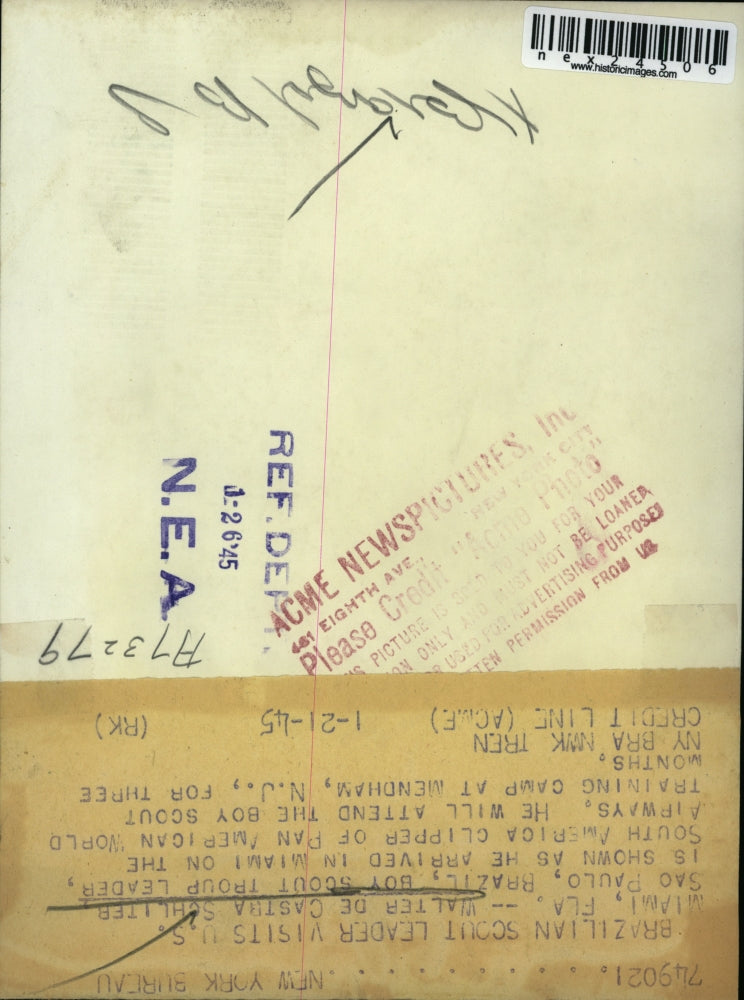 nex24506
www.historicimages.com
ACME NEWSPICTURES, Inc
461 EIGHTH AVE., NEW YORK CITY
Please Credit "Acme Photo"
PICTURE IS SOLD TO YOU FOR YOUR
ONLY AND MUST NOT BE LOANED
OR USED FOR ADVERTISING PURPOSES
PERMISSION FROM US
REF. DEPT.
1-26-45
N.E.A.
A73279
749021 . . . . . . . . . NEW YORK BUREAU
BRAZILIAN SCOUT LEADER VISITS U.S.
MIAMI, FLA. -- WALTER DE CASTRA SCHLITER,
SAO PAULO, BRAZIL, BOY SCOUT TROUP LEADER,
IS SHOWN AS HE ARRIVED IN MIAMI ON THE
SOUTH AMERICA CLIPPER OF PAN AMERICAN WORLD
AIRWAYS. HE WILL ATTEND THE BOY SCOUT
TRAINING CAMP AT MENDHAM, N.J., FOR THREE
MONTHS.
NY BRA NWK TREN
CREDIT LINE (ACME) 1-21-45 (RK)